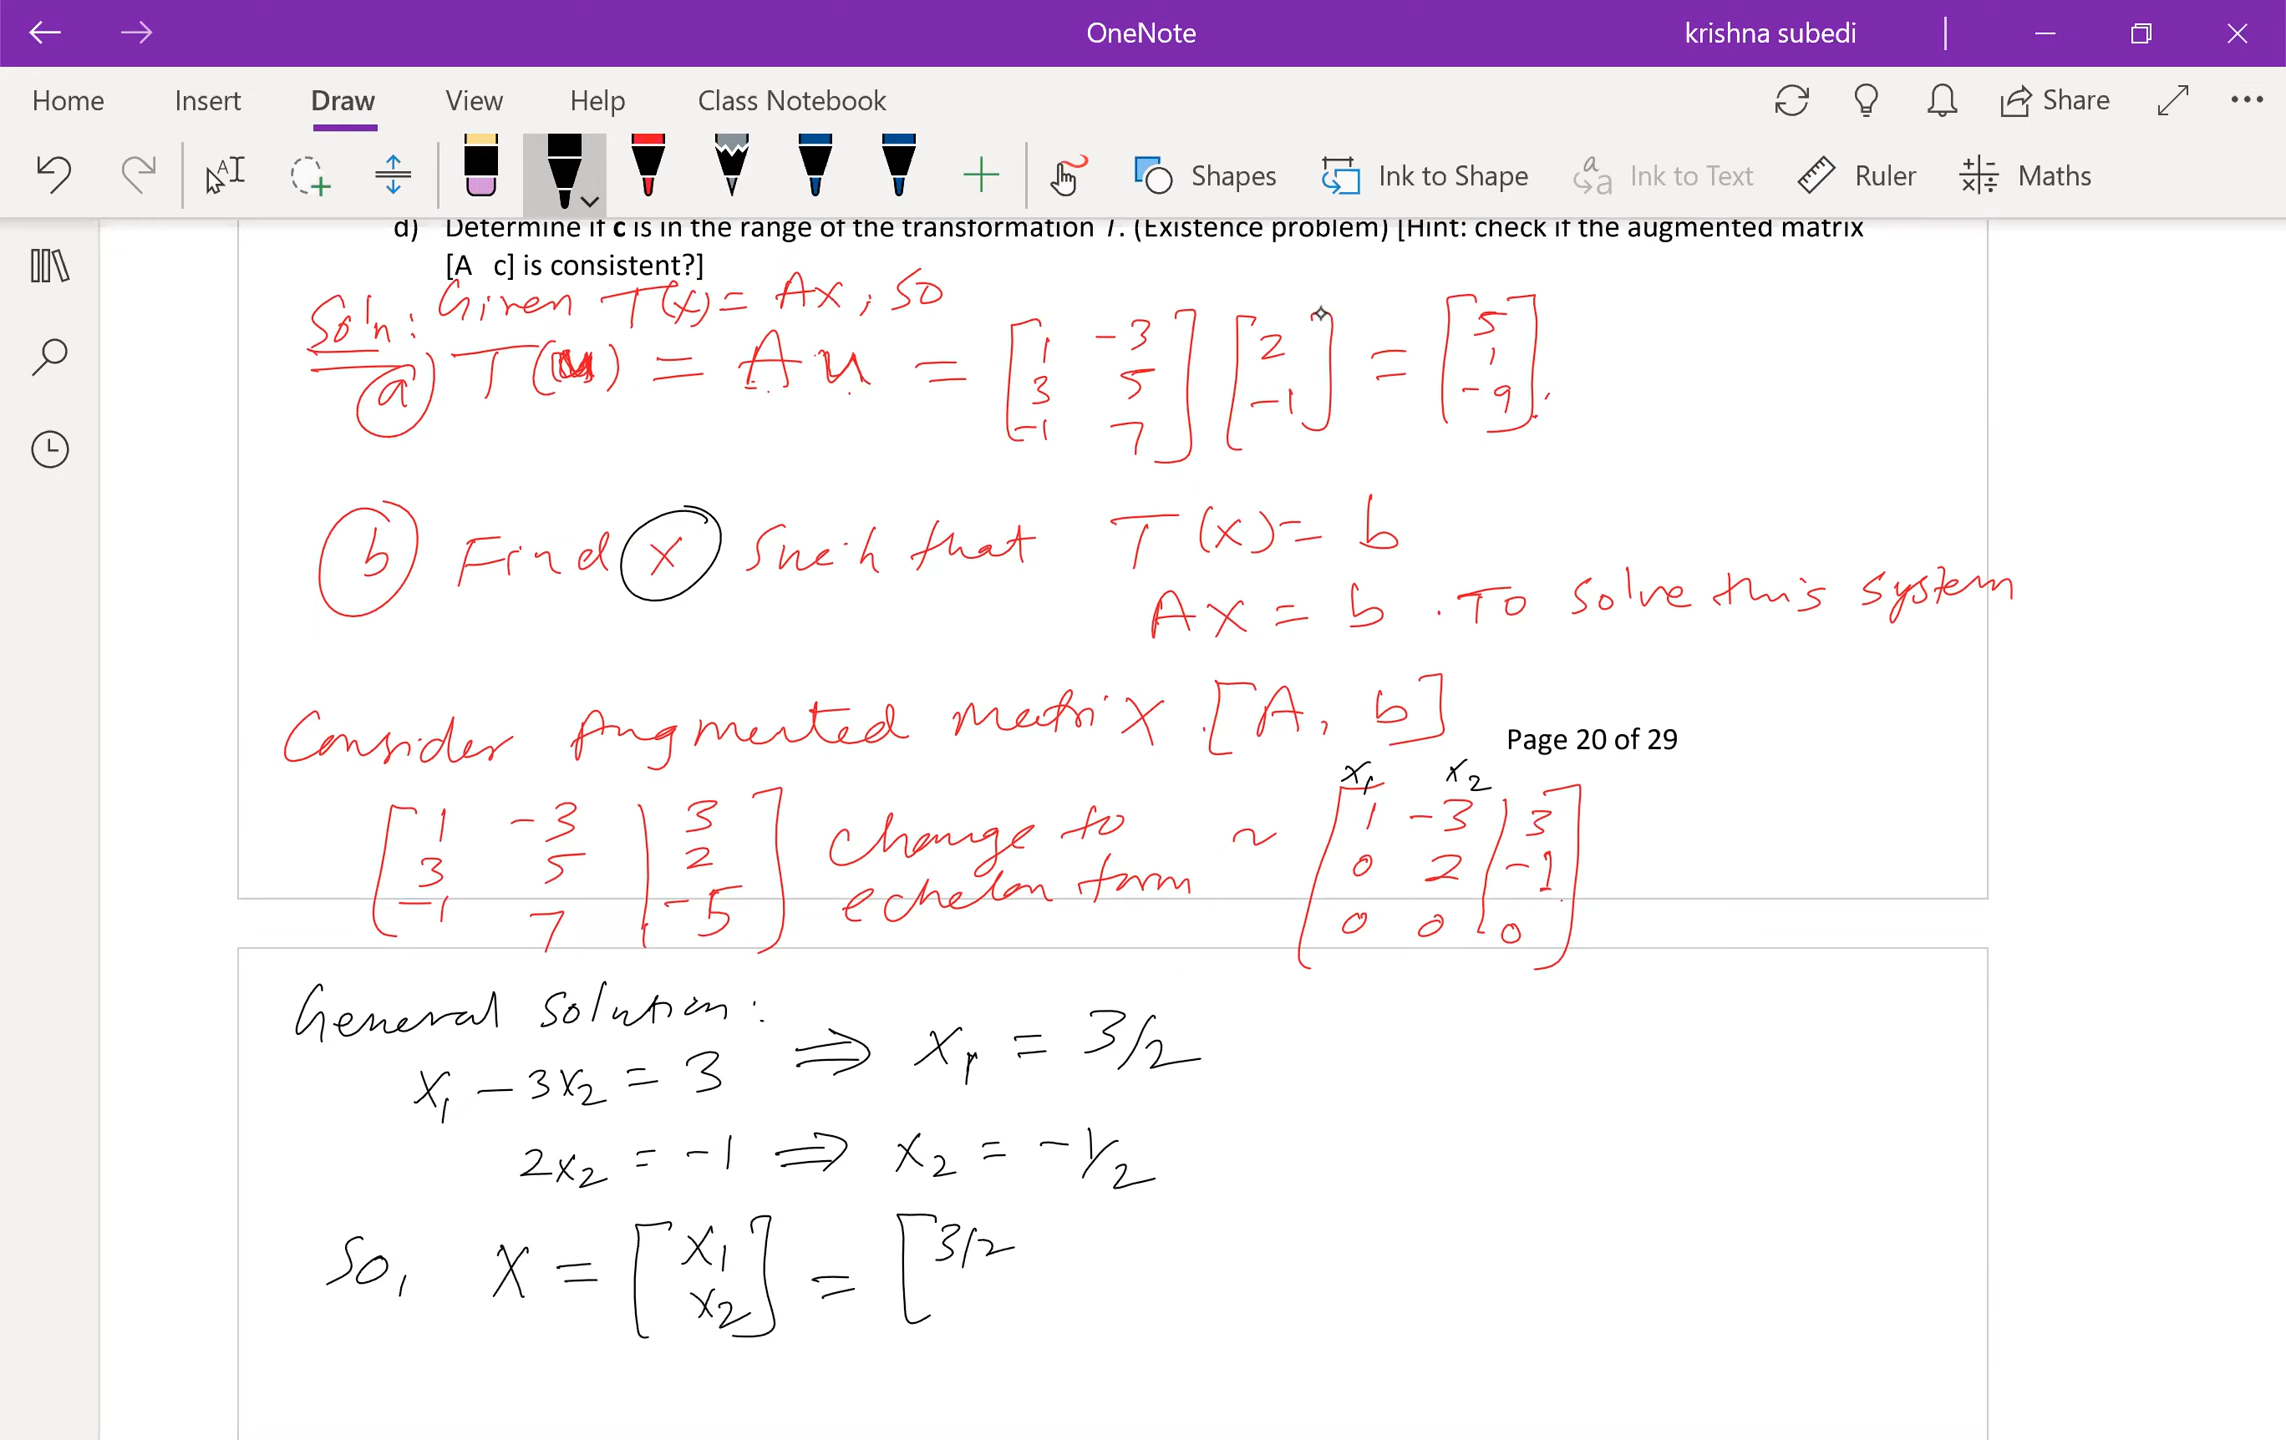 OneNote
krishna subedi
Home Insert Draw View Help Class Notebook Share
Shapes Ink to Shape Ink to Text Ruler Maths
d) Determine if c is in the range of the transformation T. (Existence problem) [Hint: check if the augmented matrix
[A c] is consistent?]
Soln: Given T(x) = Ax, so
(a) T(u) = Au = [1 -3; 3 5; -1 7] [2; -1] = [5; 1; -9].
(b) Find x Such that T(x) = b
Ax = b . To solve this system
Consider Augmented matrix . [A, b]
Page 20 of 29
x1 x2
[1 -3 | 3; 3 5 | 2; -1 7 | -5] Change to echelon form ~ [1 -3 | 3; 0 2 | -1; 0 0 | 0]
General solution:
x1 - 3x2 = 3 ⇒ x1 = 3/2
2x2 = -1 ⇒ x2 = -1/2
So, X = [x1; x2] = [3/2